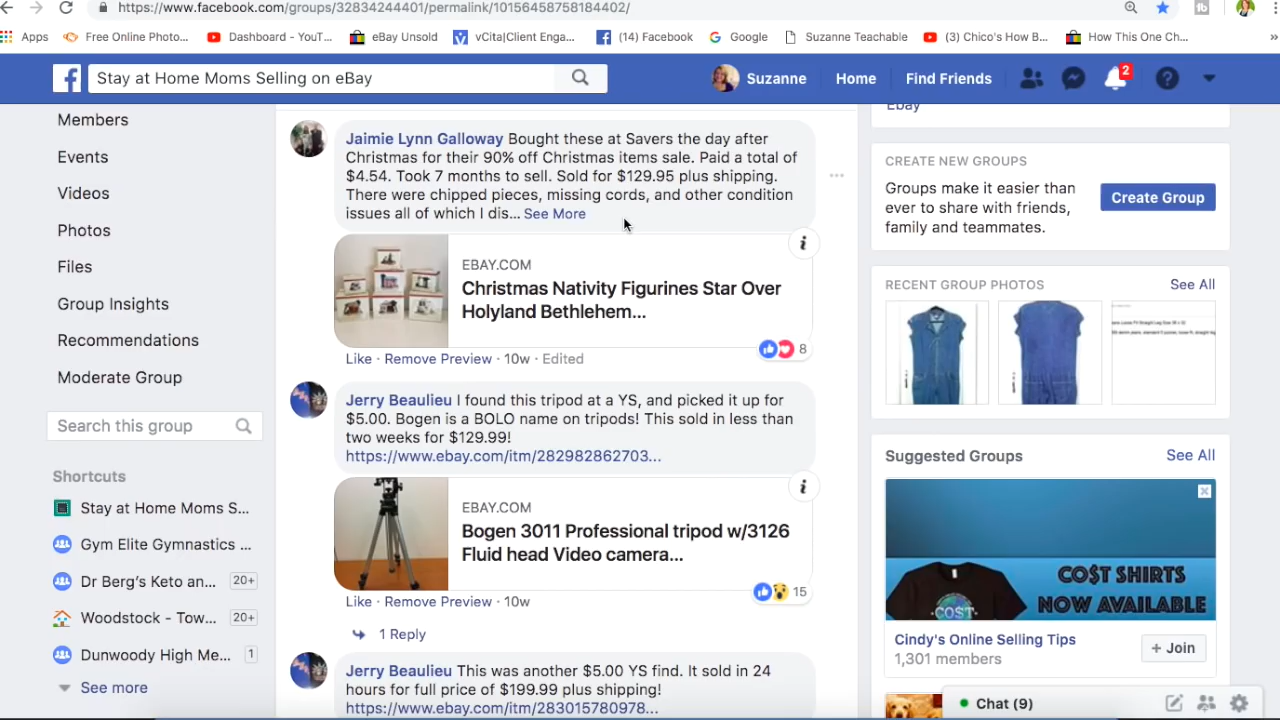 https://www.facebook.com/groups/32834244401/permalink/10156458758184402/
Apps
Free Online Photo...
Dashboard - YouT...
eBay Unsold
vCita|Client Enga...
(14) Facebook
Google
Suzanne Teachable
(3) Chico's How B...
How This One Ch...
»
Stay at Home Moms Selling on eBay
Suzanne
Home
Find Friends
2
Members
Events
Videos
Photos
Files
Group Insights
Recommendations
Moderate Group
Search this group
Shortcuts
Stay at Home Moms S...
Gym Elite Gymnastics ...
Dr Berg's Keto an... 20+
Woodstock - Tow... 20+
Dunwoody High Me... 1
See more
Jaimie Lynn Galloway Bought these at Savers the day after
Christmas for their 90% off Christmas items sale. Paid a total of
$4.54. Took 7 months to sell. Sold for $129.95 plus shipping.
There were chipped pieces, missing cords, and other condition
issues all of which I dis... See More
EBAY.COM
Christmas Nativity Figurines Star Over
Holyland Bethlehem...
8
Like · Remove Preview · 10w · Edited
Jerry Beaulieu I found this tripod at a YS, and picked it up for
$5.00. Bogen is a BOLO name on tripods! This sold in less than
two weeks for $129.99!
https://www.ebay.com/itm/282982862703...
EBAY.COM
Bogen 3011 Professional tripod w/3126
Fluid head Video camera...
15
Like · Remove Preview · 10w
1 Reply
Jerry Beaulieu This was another $5.00 YS find. It sold in 24
hours for full price of $199.99 plus shipping!
https://www.ebay.com/itm/283015780978...
Ebay
CREATE NEW GROUPS
Groups make it easier than
ever to share with friends,
family and teammates.
Create Group
RECENT GROUP PHOTOS
See All
Suggested Groups
See All
CO$T SHIRTS
NOW AVAILABLE
CO$T
Cindy's Online Selling Tips
1,301 members
+ Join
Chat (9)